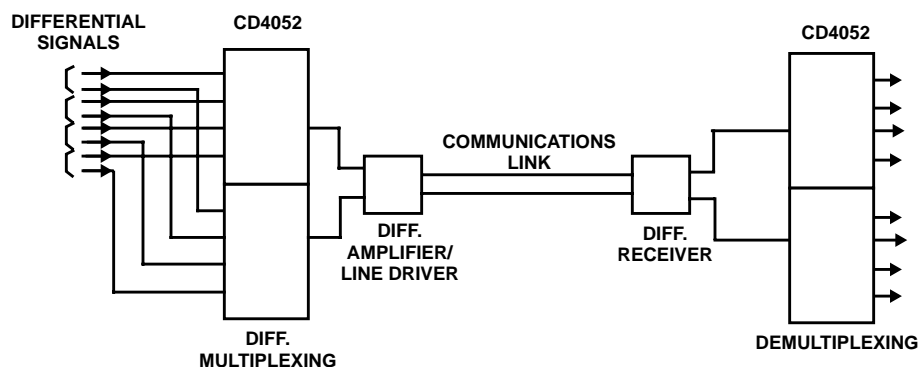 DIFFERENTIAL
SIGNALS
CD4052
CD4052
COMMUNICATIONS
LINK
DIFF.
AMPLIFIER/
LINE DRIVER
DIFF.
RECEIVER
DIFF.
MULTIPLEXING
DEMULTIPLEXING